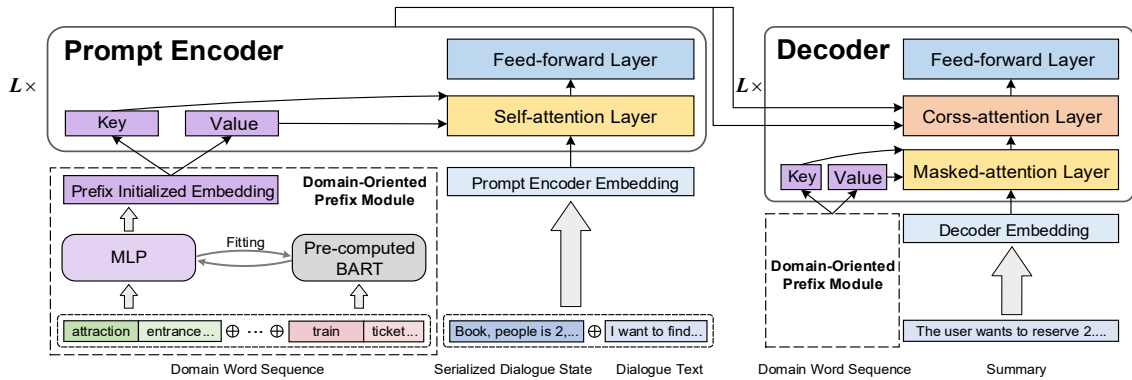 Prompt Encoder
L×
Feed-forward Layer
Self-attention Layer
Key
Value
Prefix Initialized Embedding
Domain-Oriented
Prefix Module
Prompt Encoder Embedding
MLP
Fitting
Pre-computed
BART
attraction
entrance...
⊕ ... ⊕
train
ticket...
Book, people is 2,...
⊕
I want to find...
Domain Word Sequence
Serialized Dialogue State
Dialogue Text
Decoder
L×
Feed-forward Layer
Corss-attention Layer
Masked-attention Layer
Key
Value
Decoder Embedding
Domain-Oriented
Prefix Module
The user wants to reserve 2....
Domain Word Sequence
Summary